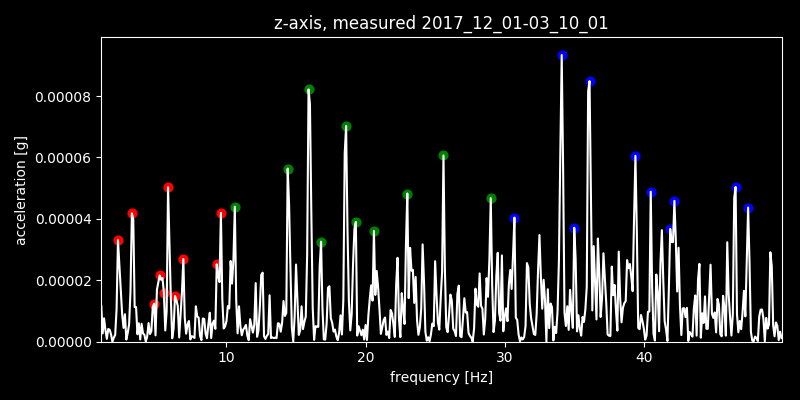 z-axis, measured 2017_12_01-03_10_01
acceleration [g]
0.00008
0.00006
0.00004
0.00002
0.00000
10 20 30 40
frequency [Hz]